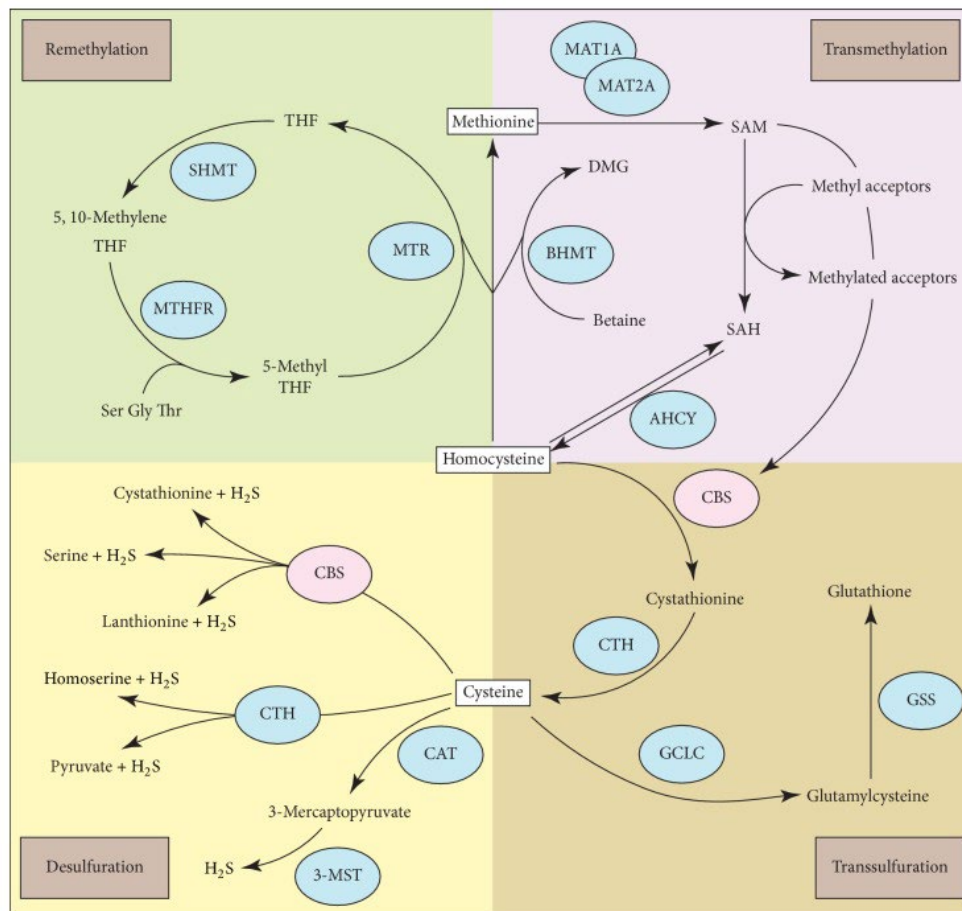 Remethylation
Transmethylation
MAT1A
MAT2A
THF
Methionine
SAM
SHMT
DMG
Methyl acceptors
5, 10-Methylene
THF
MTR
BHMT
Methylated acceptors
MTHFR
Betaine
SAH
5-Methyl
THF
Ser Gly Thr
AHCY
Homocysteine
Cystathionine + H₂S
CBS
Serine + H₂S
CBS
Cystathionine
Glutathione
Lanthionine + H₂S
CTH
Homoserine + H₂S
Cysteine
GSS
CTH
CAT
GCLC
Pyruvate + H₂S
3-Mercaptopyruvate
Glutamylcysteine
Desulfuration
H₂S
3-MST
Transsulfuration